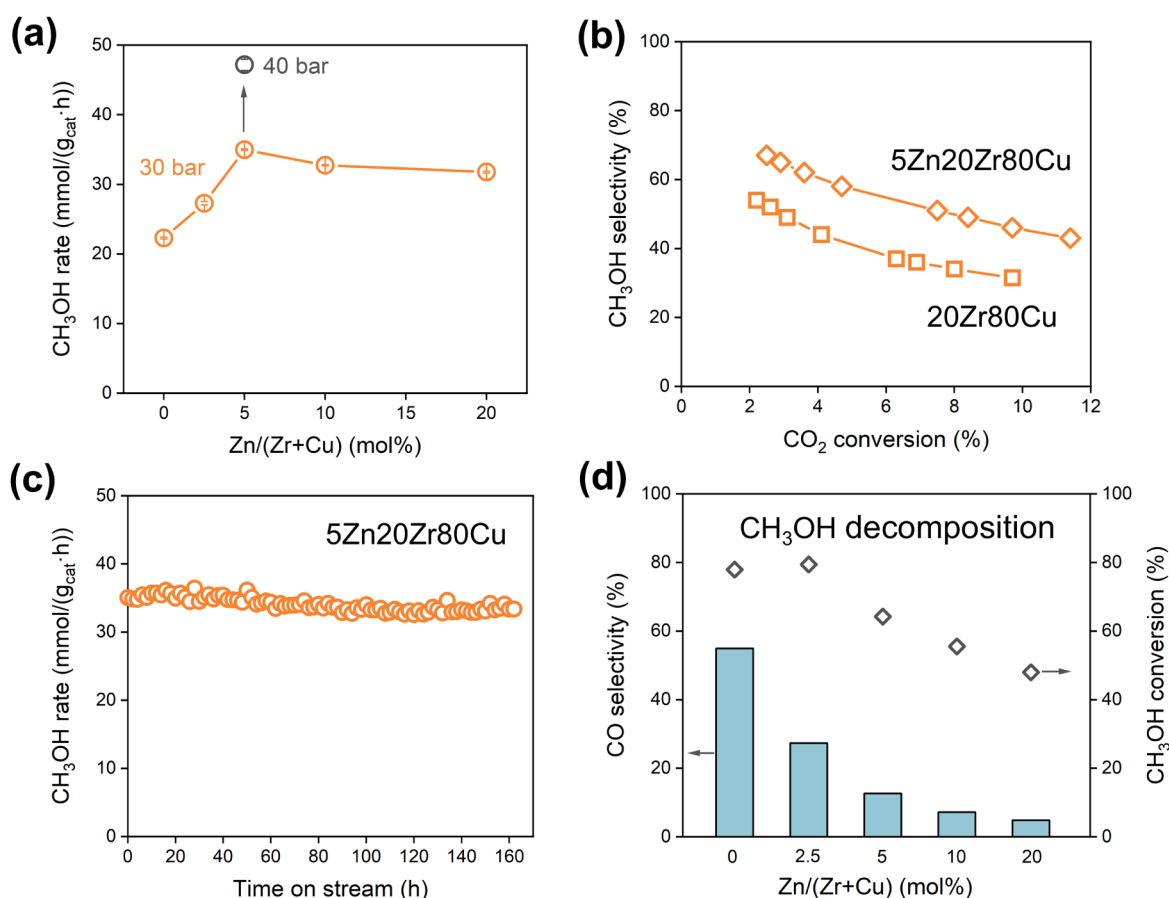 (a)
50
40
30
20
10
0
CH₃OH rate (mmol/(g_cat·h))
40 bar
30 bar
0 5 10 15 20
Zn/(Zr+Cu) (mol%)
(b)
100
80
60
40
20
0
CH₃OH selectivity (%)
5Zn20Zr80Cu
20Zr80Cu
0 2 4 6 8 10 12
CO₂ conversion (%)
(c)
50
40
30
20
10
0
CH₃OH rate (mmol/(g_cat·h))
5Zn20Zr80Cu
0 20 40 60 80 100 120 140 160
Time on stream (h)
(d)
100
80
60
40
20
0
CO selectivity (%)
CH₃OH decomposition
100
80
60
40
20
0
CH₃OH conversion (%)
0 2.5 5 10 20
Zn/(Zr+Cu) (mol%)